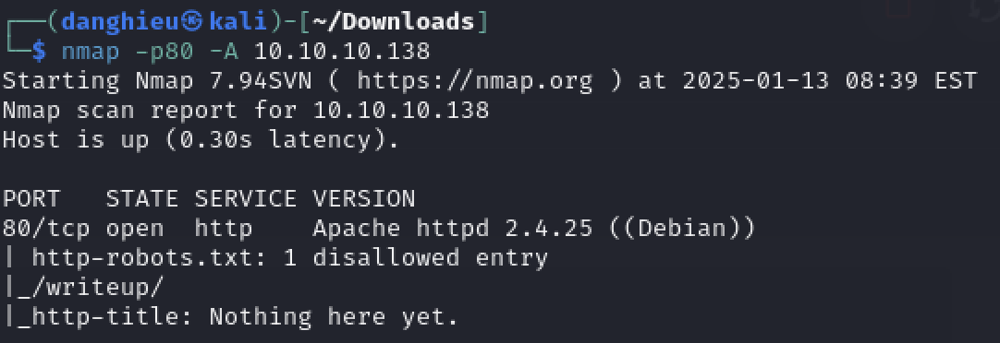 ┌──(danghieu㉿kali)-[~/Downloads]
└─$ nmap -p80 -A 10.10.10.138
Starting Nmap 7.94SVN ( https://nmap.org ) at 2025-01-13 08:39 EST
Nmap scan report for 10.10.10.138
Host is up (0.30s latency).

PORT   STATE SERVICE VERSION
80/tcp open  http    Apache httpd 2.4.25 ((Debian))
| http-robots.txt: 1 disallowed entry
|_/writeup/
|_http-title: Nothing here yet.